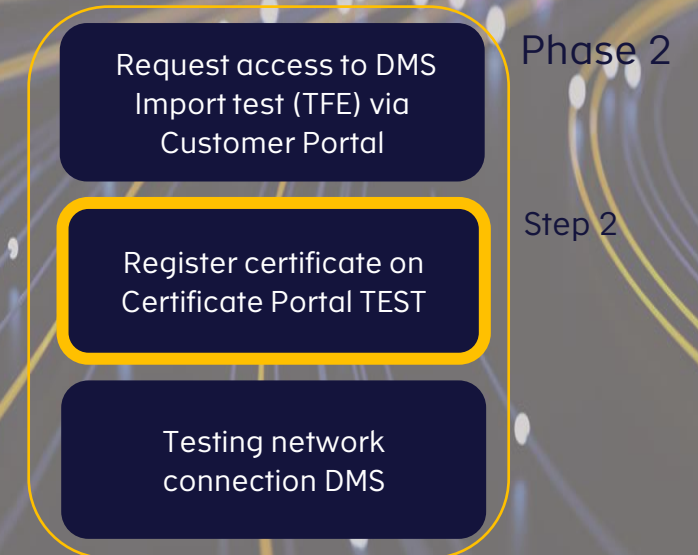 Phase 2
Request access to DMS
Import test (TFE) via
Customer Portal
Step 2
Register certificate on
Certificate Portal TEST
Testing network
connection DMS